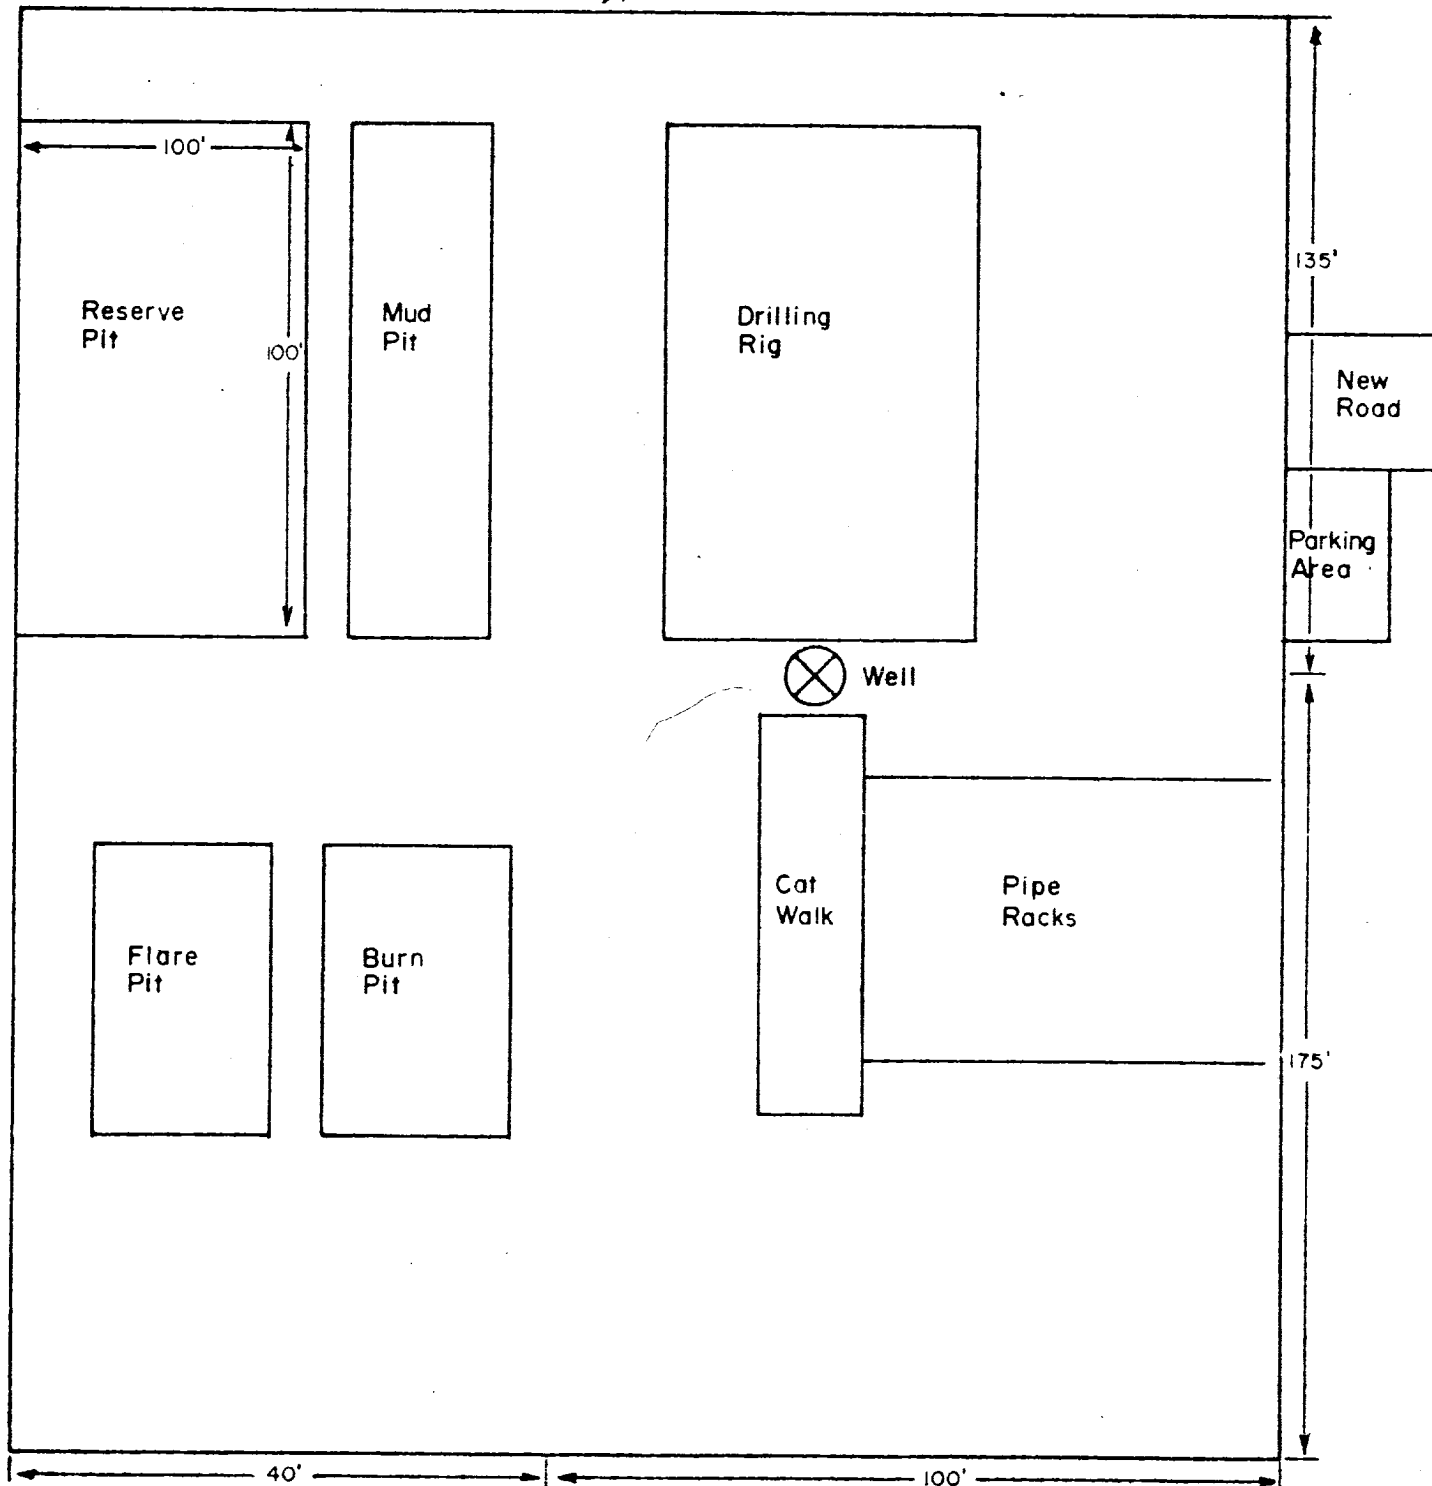 100'
Reserve
Pit
100'
Mud
Pit
Drilling
Rig
135'
New
Road
Parking
Area
Well
Cat
Walk
Pipe
Racks
Flare
Pit
Burn
Pit
175'
40'
100'